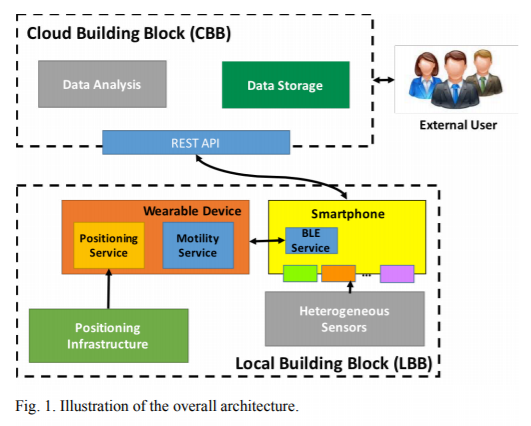 Cloud Building Block (CBB)
Data Analysis
Data Storage
External User
REST API
Wearable Device
Smartphone
Positioning
Service
Motility
Service
BLE
Service
...
Positioning
Infrastructure
Heterogeneous
Sensors
Local Building Block (LBB)
Fig. 1. Illustration of the overall architecture.